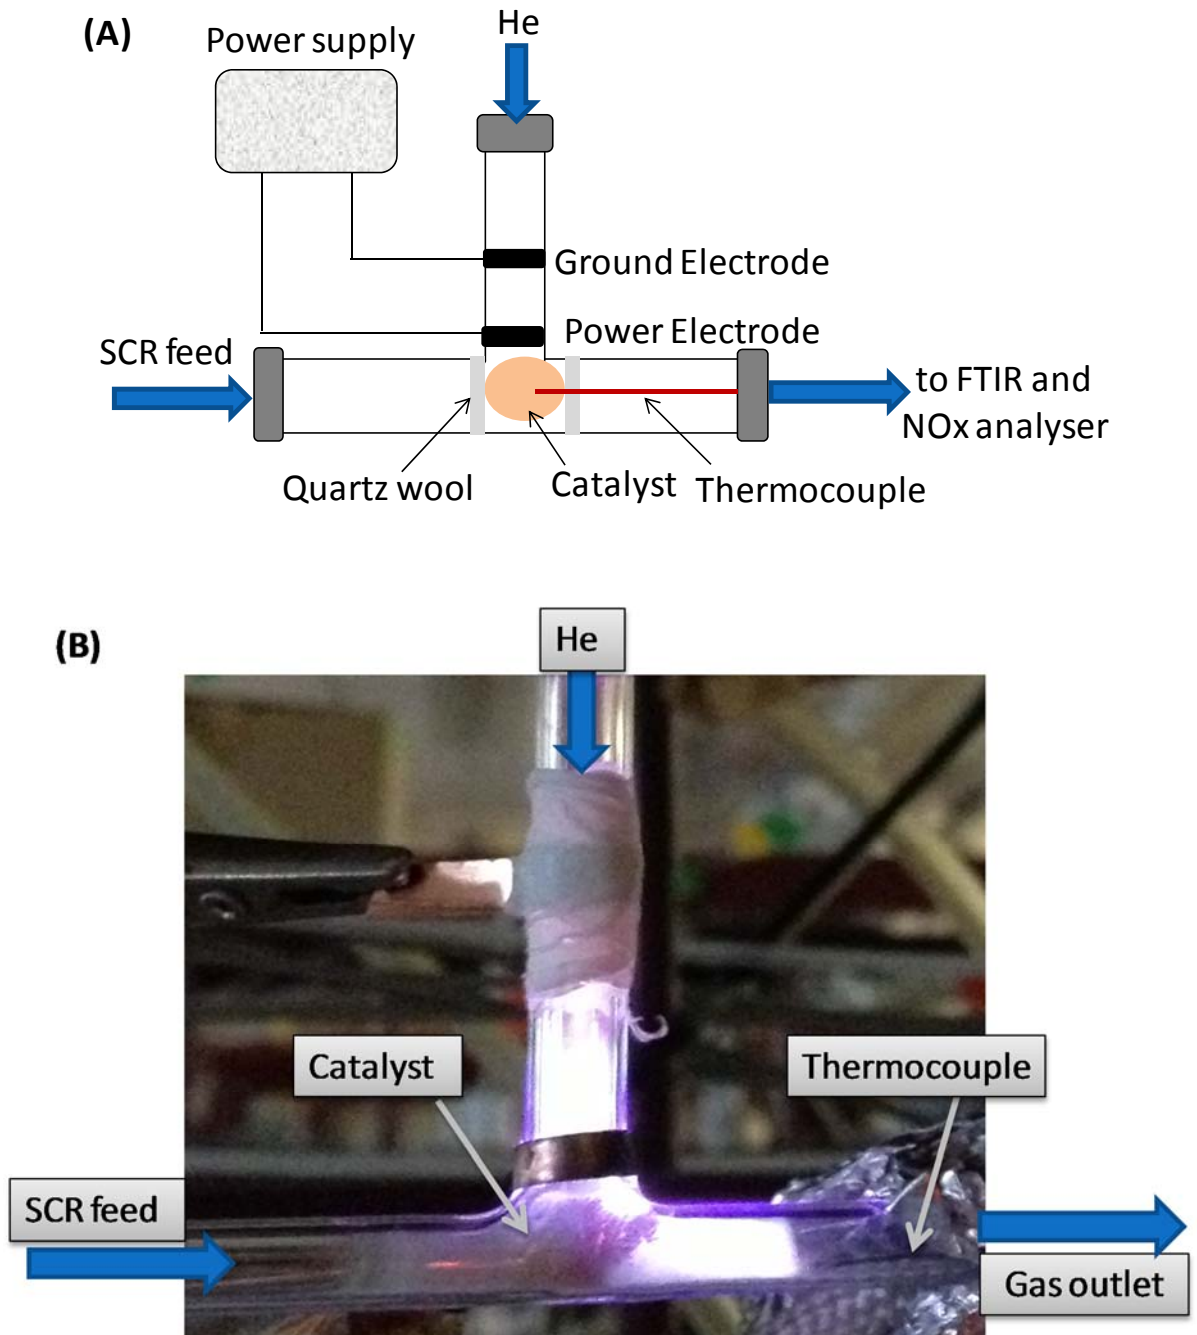 (A)
He
Power supply
Ground Electrode
Power Electrode
SCR feed
to FTIR and
NOx analyser
Quartz wool
Catalyst
Thermocouple
(B)
He
Catalyst
Thermocouple
SCR feed
Gas outlet